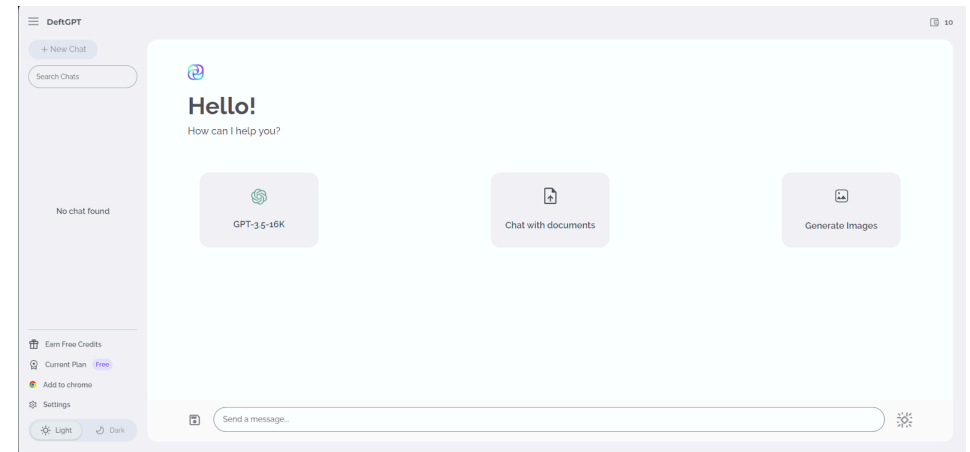 DeftGPT
10
+ New Chat
Search Chats
No chat found
Earn Free Credits
Current Plan Free
Add to chrome
Settings
Light Dark
Hello!
How can I help you?
GPT-3.5-16K
Chat with documents
Generate Images
Send a message...